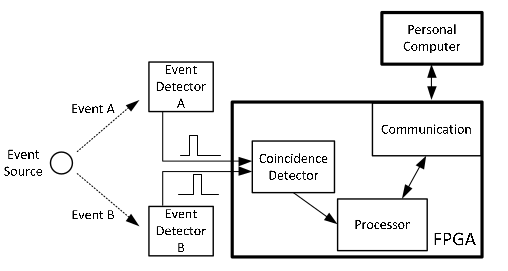 Personal
Computer
Event
Detector
A
Event A
Communication
Event
Source
Coincidence
Detector
Event B
Event
Detector
B
Processor
FPGA